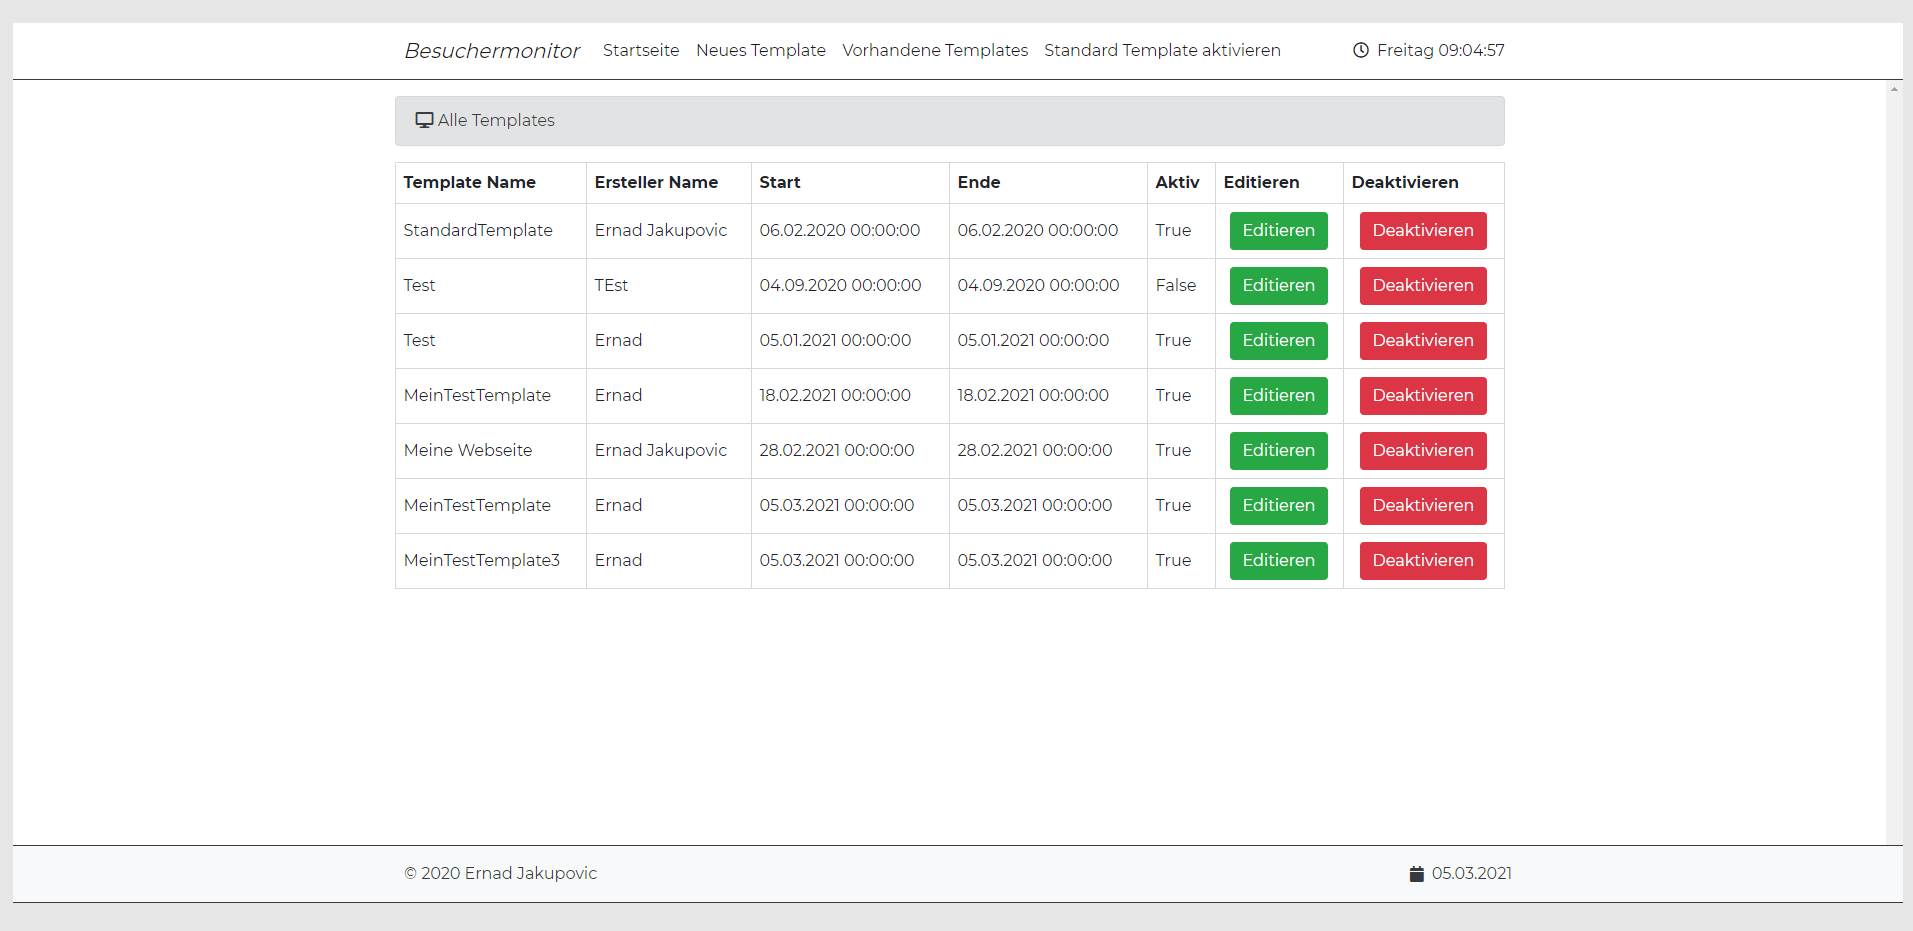 Besuchermonitor Startseite Neues Template Vorhandene Templates Standard Template aktivieren Freitag 09:04:57
Alle Templates
Template Name Ersteller Name Start Ende Aktiv Editieren Deaktivieren
StandardTemplate Ernad Jakupovic 06.02.2020 00:00:00 06.02.2020 00:00:00 True Editieren Deaktivieren
Test TEst 04.09.2020 00:00:00 04.09.2020 00:00:00 False Editieren Deaktivieren
Test Ernad 05.01.2021 00:00:00 05.01.2021 00:00:00 True Editieren Deaktivieren
MeinTestTemplate Ernad 18.02.2021 00:00:00 18.02.2021 00:00:00 True Editieren Deaktivieren
Meine Webseite Ernad Jakupovic 28.02.2021 00:00:00 28.02.2021 00:00:00 True Editieren Deaktivieren
MeinTestTemplate Ernad 05.03.2021 00:00:00 05.03.2021 00:00:00 True Editieren Deaktivieren
MeinTestTemplate3 Ernad 05.03.2021 00:00:00 05.03.2021 00:00:00 True Editieren Deaktivieren
© 2020 Ernad Jakupovic 05.03.2021